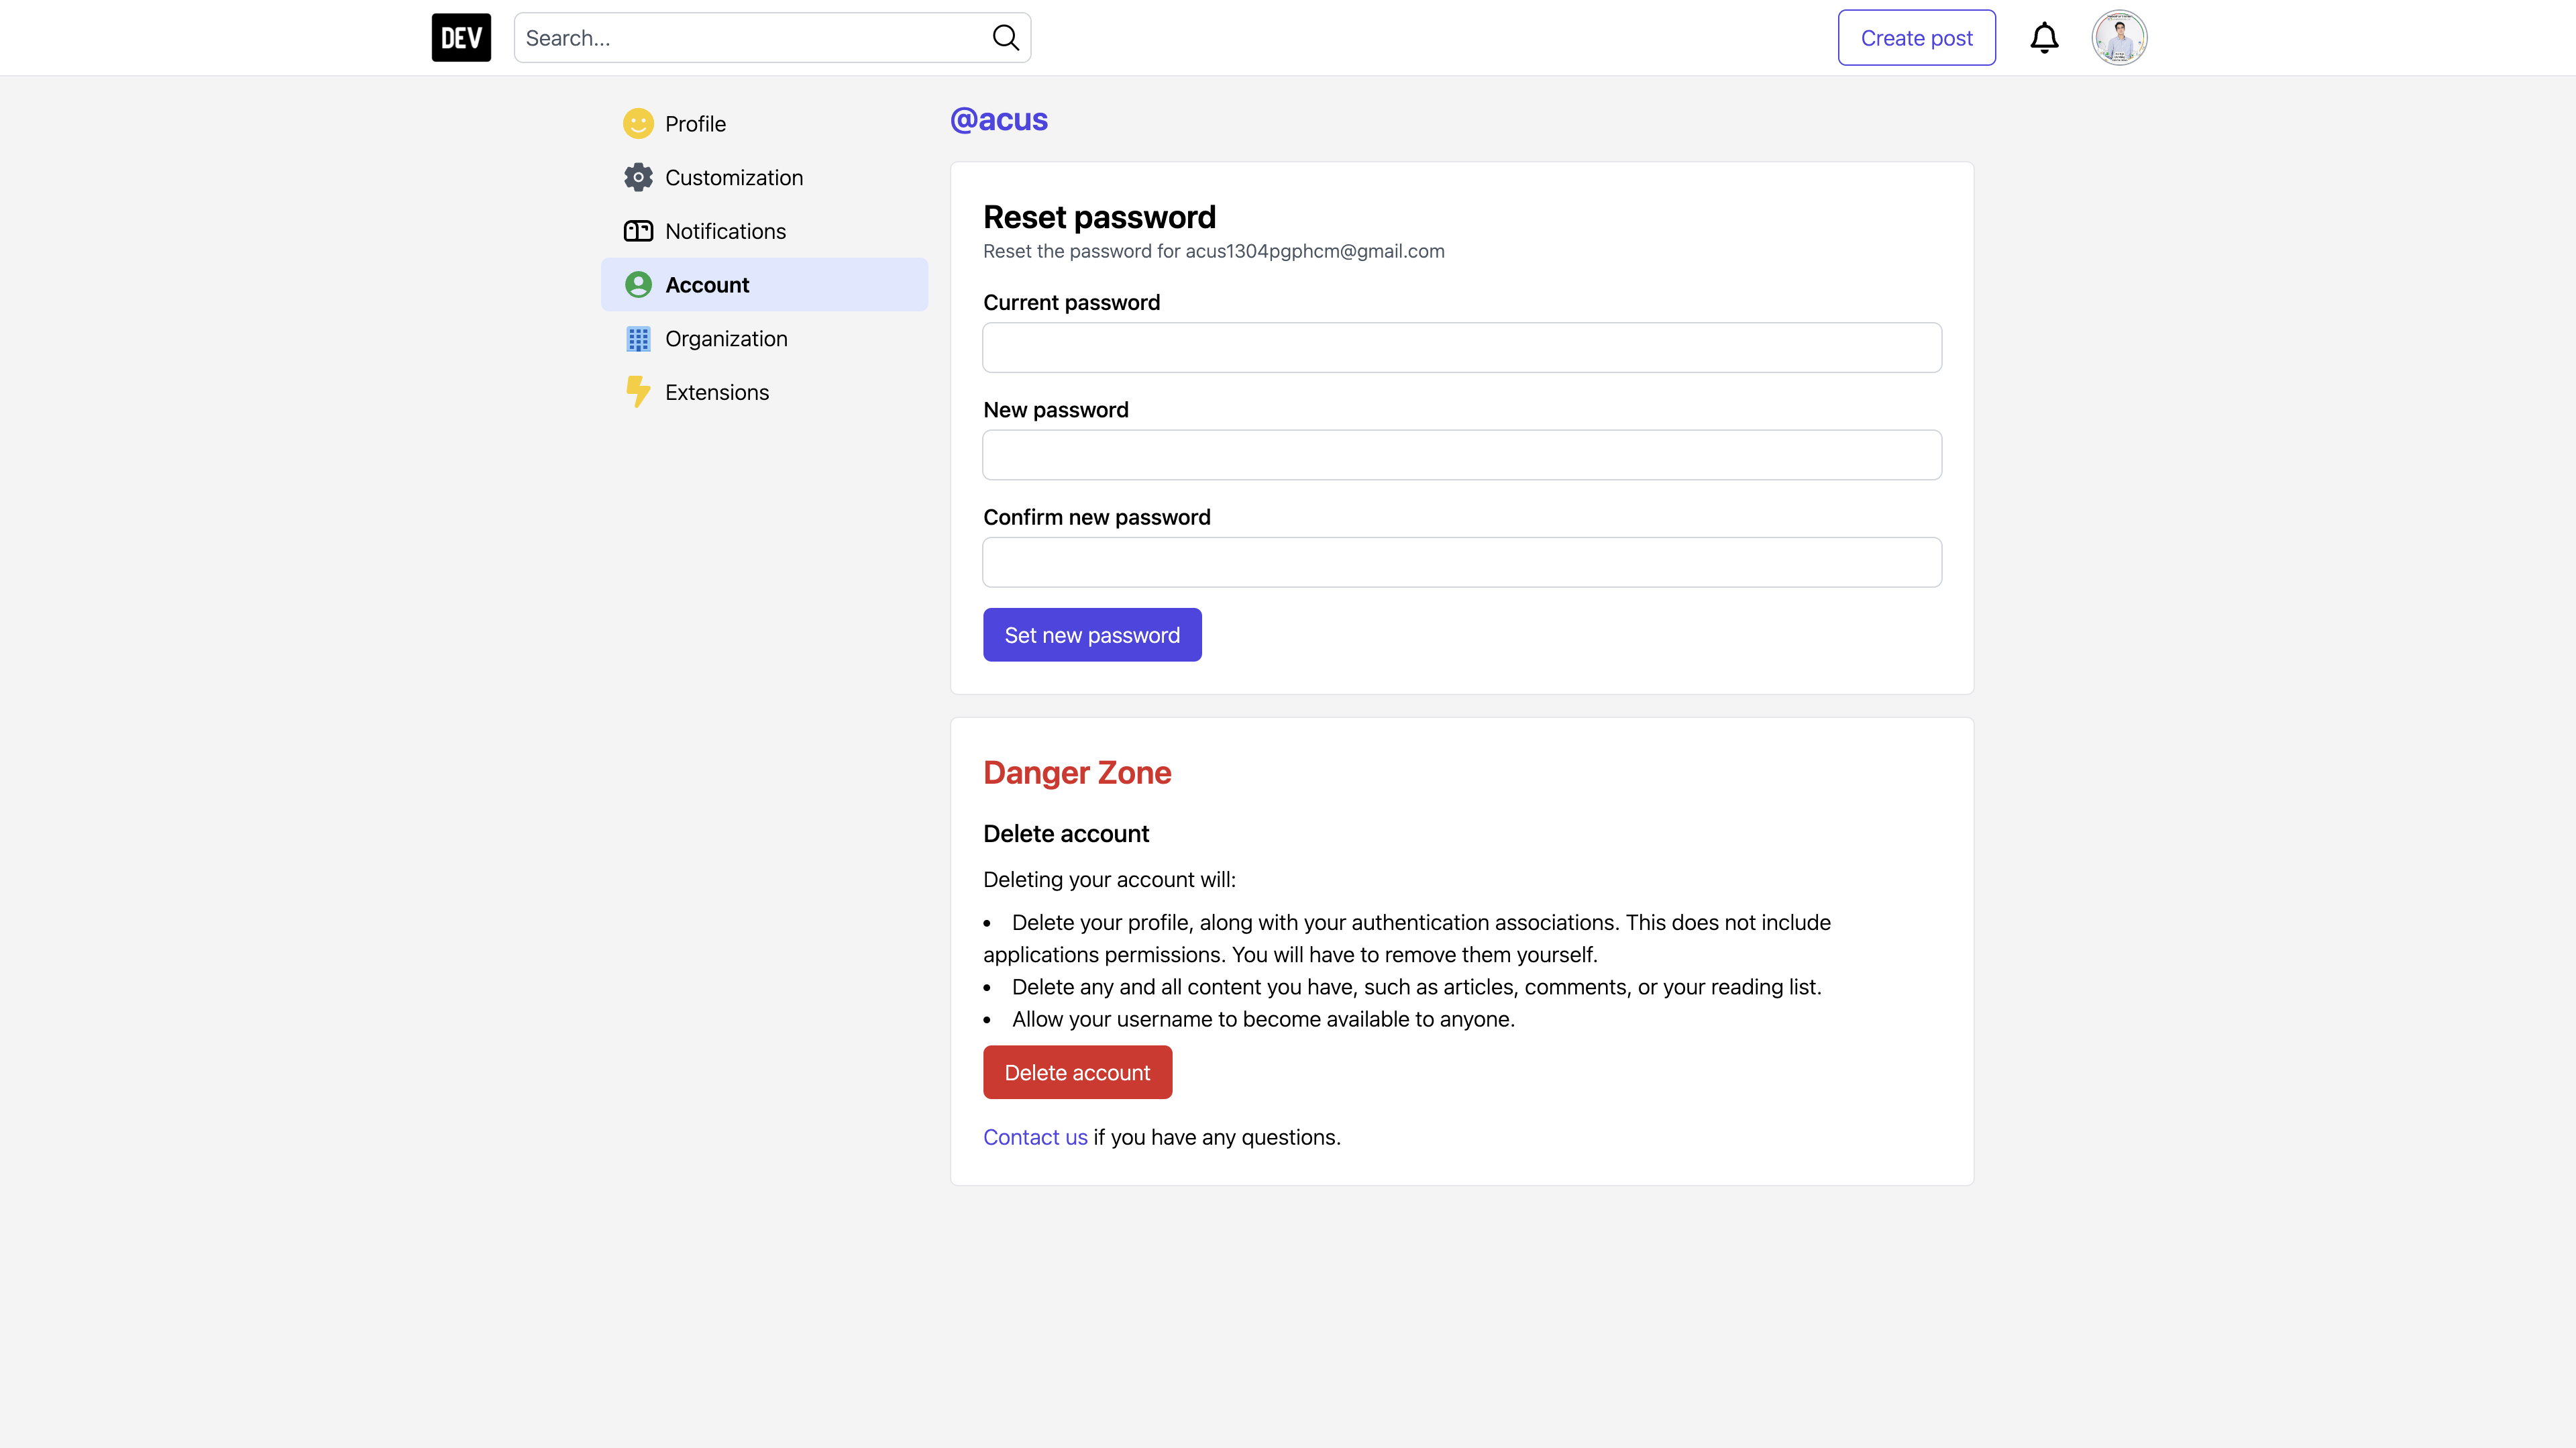 DEV
Search...
Create post
Profile
Customization
Notifications
Account
Organization
Extensions
@acus
Reset password
Reset the password for acus1304pgphcm@gmail.com
Current password
New password
Confirm new password
Set new password
Danger Zone
Delete account
Deleting your account will:
• Delete your profile, along with your authentication associations. This does not include
applications permissions. You will have to remove them yourself.
• Delete any and all content you have, such as articles, comments, or your reading list.
• Allow your username to become available to anyone.
Delete account
Contact us if you have any questions.